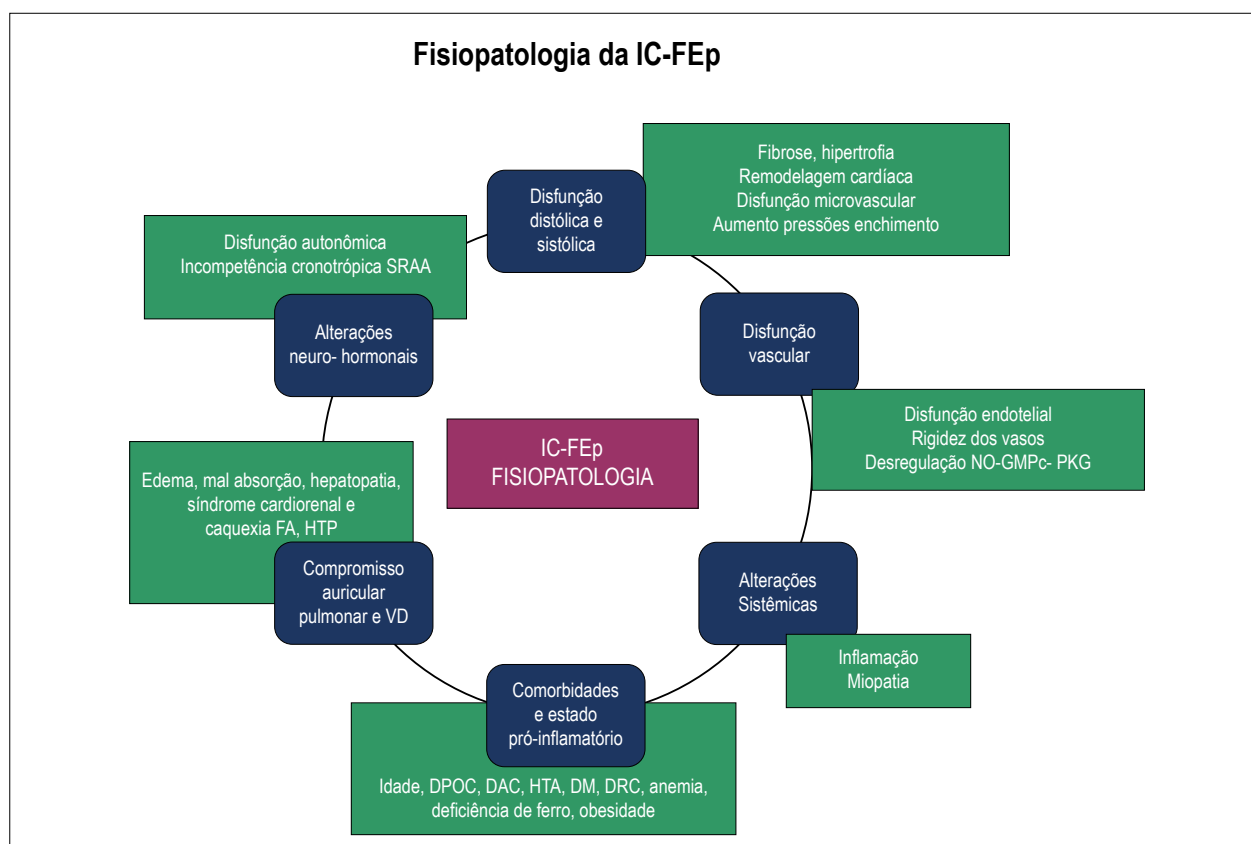 Fisiopatologia da IC-FEp
Disfunção
distólica e
sistólica
Fibrose, hipertrofia
Remodelagem cardíaca
Disfunção microvascular
Aumento pressões enchimento
Disfunção
vascular
Disfunção endotelial
Rigidez dos vasos
Desregulação NO-GMPc- PKG
Alterações
Sistêmicas
Inflamação
Miopatia
Comorbidades
e estado
pró-inflamatório
Idade, DPOC, DAC, HTA, DM, DRC, anemia,
deficiência de ferro, obesidade
Compromisso
auricular
pulmonar e VD
Edema, mal absorção, hepatopatia,
síndrome cardiorenal e
caquexia FA, HTP
Alterações
neuro- hormonais
Disfunção autonômica
Incompetência cronotrópica SRAA
IC-FEp
FISIOPATOLOGIA